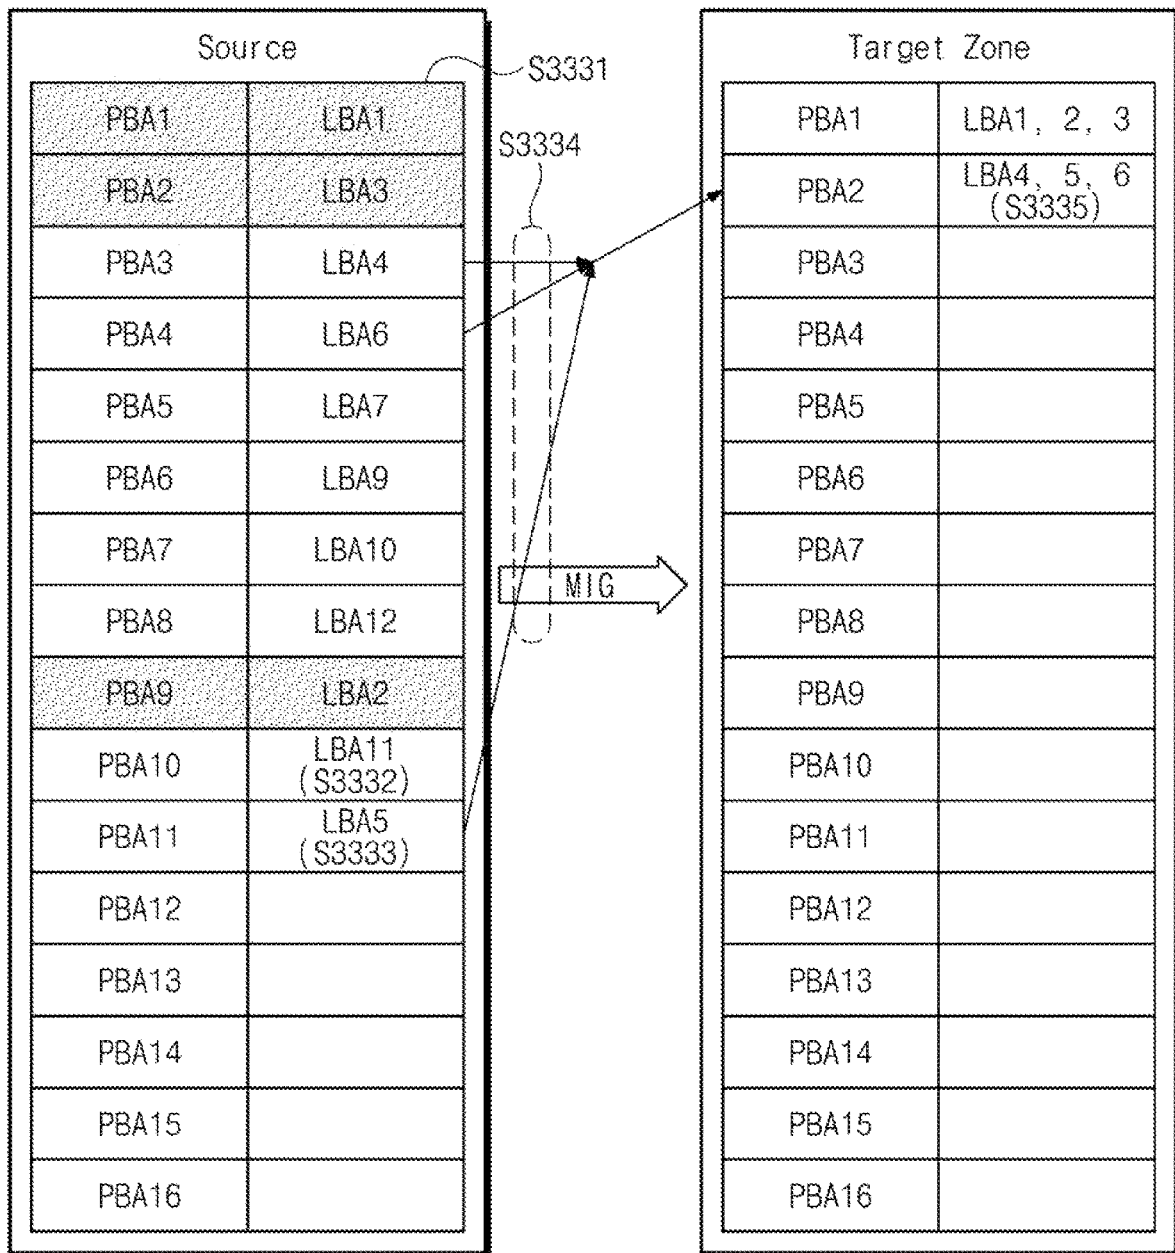 Source
S3331
PBA1 LBA1
PBA2 LBA3
PBA3 LBA4
PBA4 LBA6
PBA5 LBA7
PBA6 LBA9
PBA7 LBA10
PBA8 LBA12
PBA9 LBA2
PBA10 LBA11
(S3332)
PBA11 LBA5
(S3333)
PBA12
PBA13
PBA14
PBA15
PBA16
S3334
MIG
Target Zone
PBA1 LBA1, 2, 3
PBA2 LBA4, 5, 6
(S3335)
PBA3
PBA4
PBA5
PBA6
PBA7
PBA8
PBA9
PBA10
PBA11
PBA12
PBA13
PBA14
PBA15
PBA16